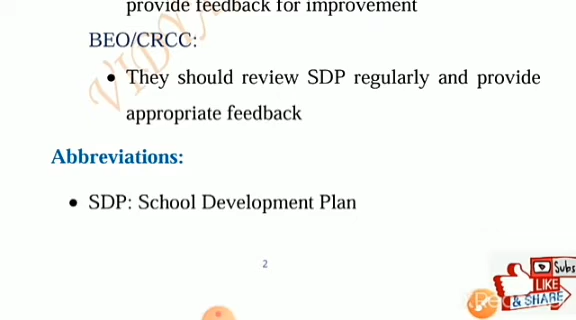 provide feedback for improvement
BEO/CRCC:
• They should review SDP regularly and provide
appropriate feedback
Abbreviations:
• SDP: School Development Plan
2
Subs
LIKE
& SHARE